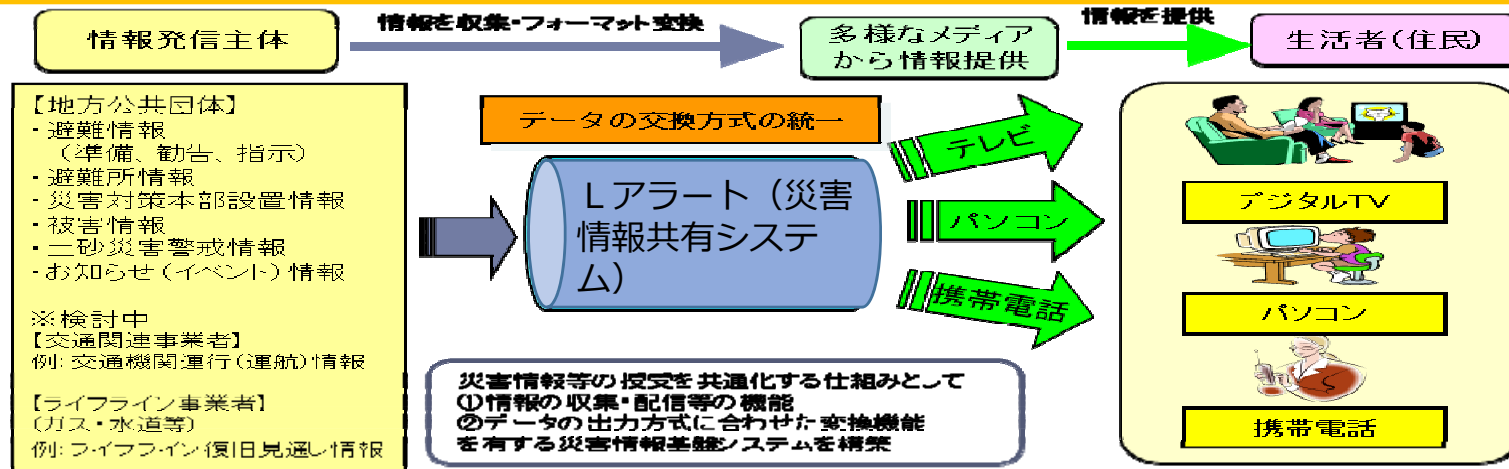 情報発信主体
情報を収集・フォーマット変換
多様なメディア
から情報提供
情報を提供
生活者(住民)
【地方公共団体】
・避難情報
(準備、勧告、指示)
・避難所情報
・災害対策本部設置情報
・被害情報
・土砂災害警戒情報
・お知らせ(イベント)情報
※検討中
【交通関連事業者】
例: 交通機関運行(運航)情報
【ライフライン事業者】
(ガス・水道等)
例: ライフライン復旧見通し情報
データの交換方式の統一
Lアラート(災害
情報共有システ
ム)
テレビ
パソコン
携帯電話
災害情報等の授受を共通化する仕組みとして
①情報の収集・配信等の機能
②データの出力方式に合わせた変換機能
を有する災害情報基盤システムを構築
デジタルTV
パソコン
携帯電話